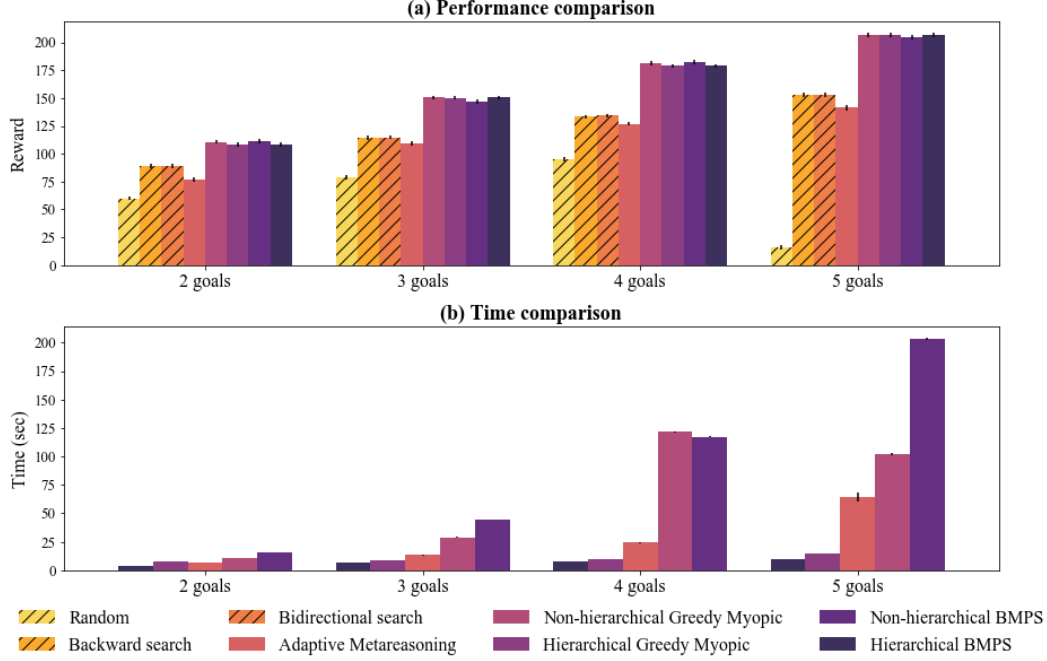 (a) Performance comparison
200
175
150
125
100
75
50
25
0
Reward
2 goals 3 goals 4 goals 5 goals
(b) Time comparison
200
175
150
125
100
75
50
25
0
Time (sec)
2 goals 3 goals 4 goals 5 goals
Random Bidirectional search Non-hierarchical Greedy Myopic Non-hierarchical BMPS
Backward search Adaptive Metareasoning Hierarchical Greedy Myopic Hierarchical BMPS